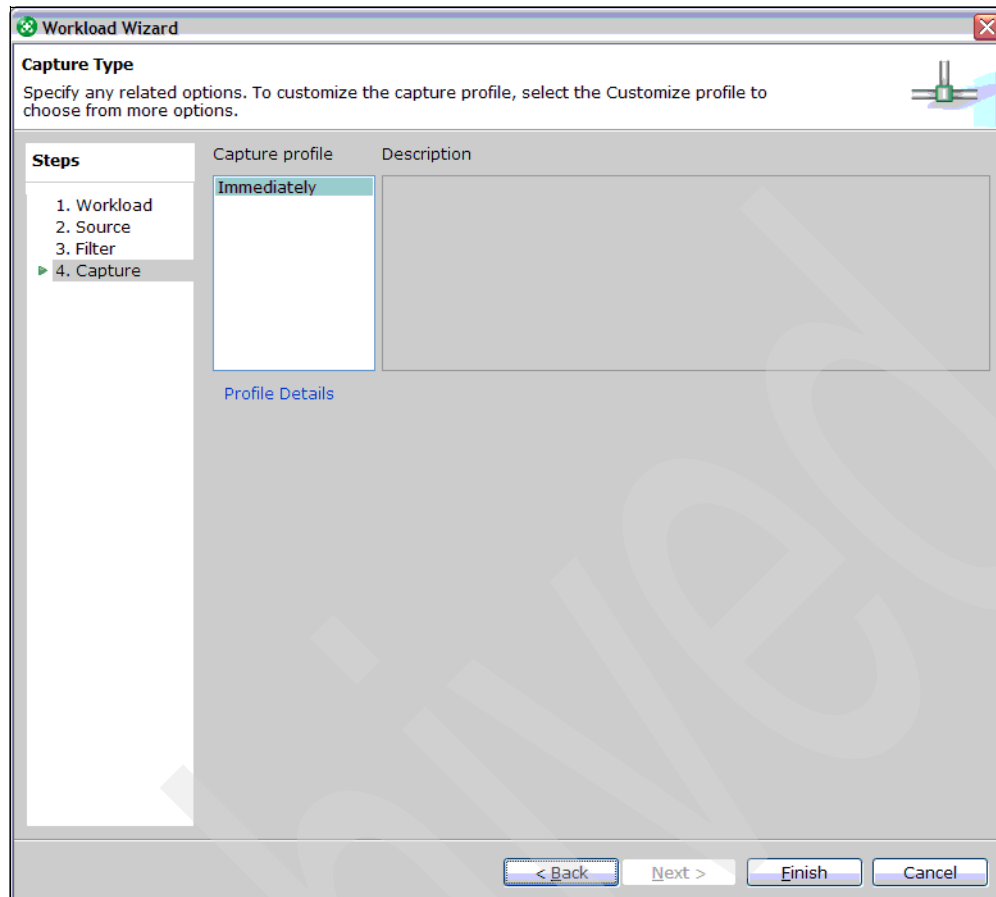 Workload Wizard
Capture Type
Specify any related options. To customize the capture profile, select the Customize profile to
choose from more options.
Steps
1. Workload
2. Source
3. Filter
4. Capture
Capture profile
Immediately
Description
Profile Details
< Back
Next >
Finish
Cancel
hived